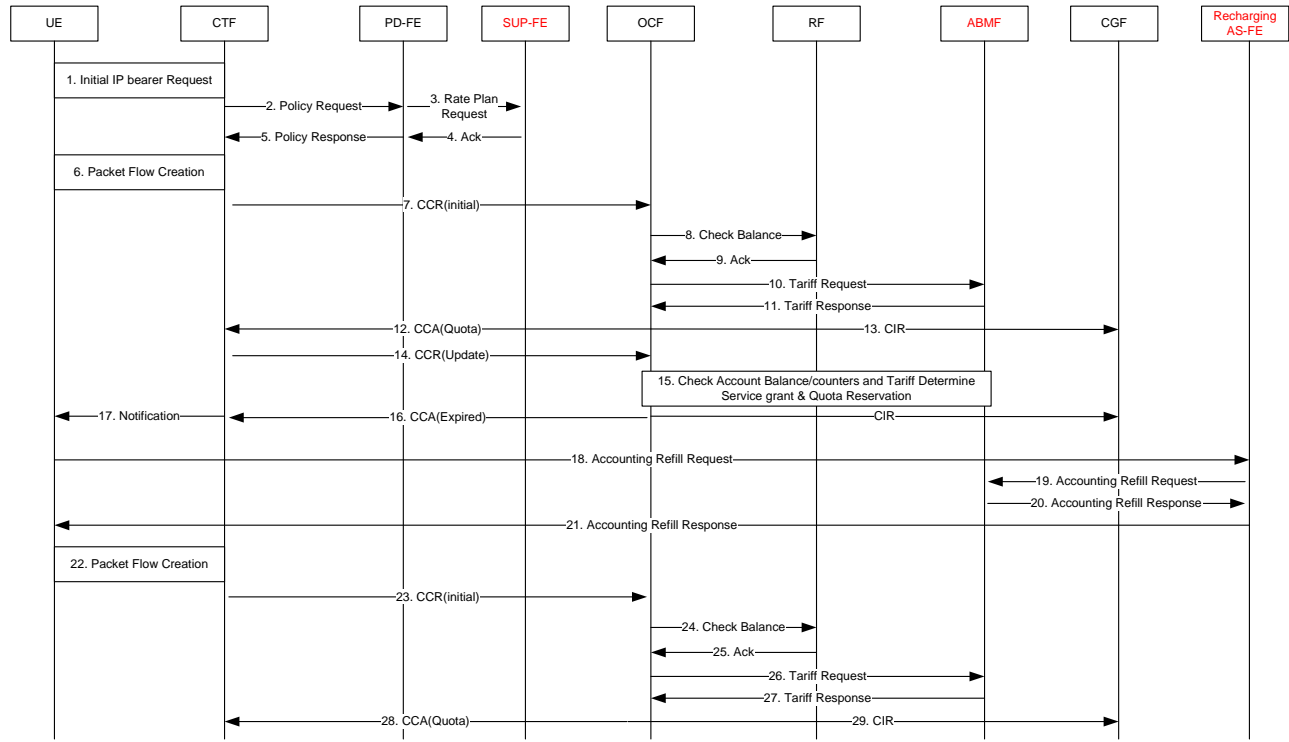 UE
CTF
PD-FE
SUP-FE
OCF
RF
ABMF
CGF
Recharging
AS-FE
1. Initial IP bearer Request
2. Policy Request
3. Rate Plan
Request
5. Policy Response
4. Ack
6. Packet Flow Creation
7. CCR(initial)
8. Check Balance
9. Ack
10. Tariff Request
11. Tariff Response
12. CCA(Quota)
13. CIR
14. CCR(Update)
15. Check Account Balance/counters and Tariff Determine
Service grant & Quota Reservation
17. Notification
16. CCA(Expired)
CIR
18. Accounting Refill Request
19. Accounting Refill Request
20. Accounting Refill Response
21. Accounting Refill Response
22. Packet Flow Creation
23. CCR(initial)
24. Check Balance
25. Ack
26. Tariff Request
27. Tariff Response
28. CCA(Quota)
29. CIR